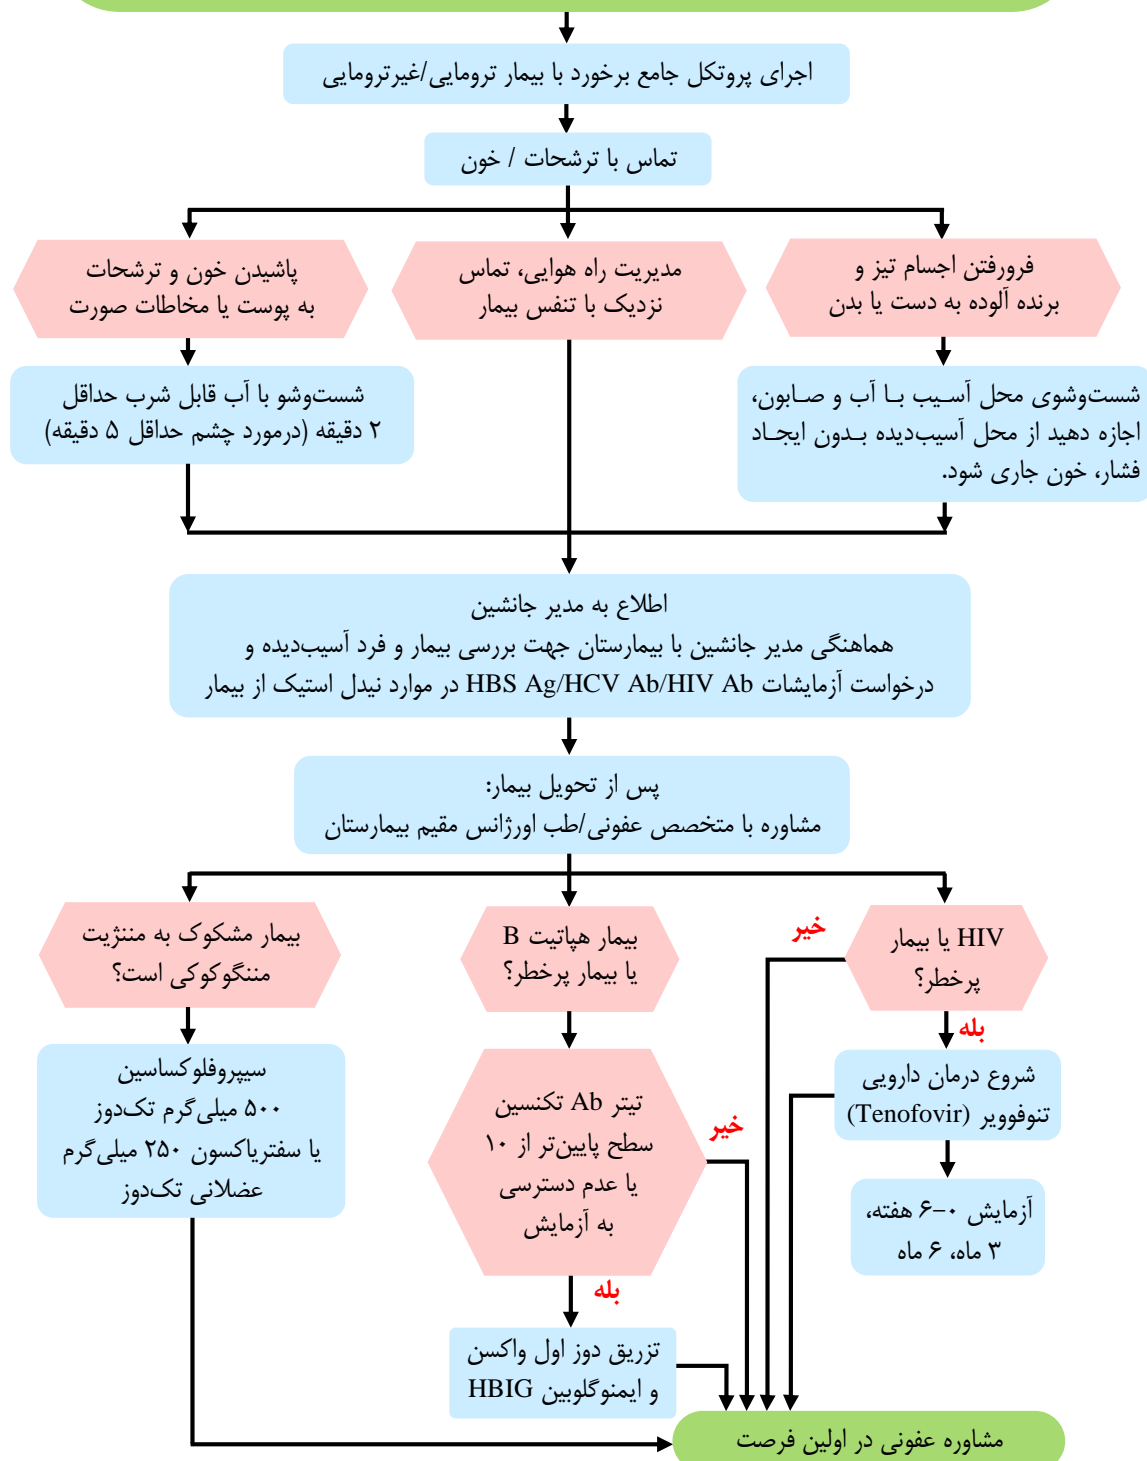 اجرای پروتکل جامع برخورد با بیمار ترومایی/غیرترومایی
تماس با ترشحات / خون
فرورفتن اجسام تیز و
برنده آلوده به دست یا بدن
مدیریت راه هوایی، تماس
نزدیک با تنفس بیمار
پاشیدن خون و ترشحات
به پوست یا مخاطات صورت
شست‌وشوی محل آسیب با آب و صابون،
اجازه دهید از محل آسیب‌دیده بدون ایجاد
فشار، خون جاری شود.
شست‌وشو با آب قابل شرب حداقل
۲ دقیقه (درمورد چشم حداقل ۵ دقیقه)
اطلاع به مدیر جانشین
هماهنگی مدیر جانشین با بیمارستان جهت بررسی بیمار و فرد آسیب‌دیده و
درخواست آزمایشات HBS Ag/HCV Ab/HIV Ab در موارد نیدل استیک از بیمار
پس از تحویل بیمار:
مشاوره با متخصص عفونی/طب اورژانس مقیم بیمارستان
HIV یا بیمار
پرخطر؟
خیر
بله
بیمار هپاتیت B
یا بیمار پرخطر؟
بیمار مشکوک به مننژیت
مننگوکوکی است؟
شروع درمان دارویی
تنوفوویر (Tenofovir)
آزمایش ۰-۶ هفته،
۳ ماه، ۶ ماه
تیتر Ab تکنسین
سطح پایین‌تر از ۱۰
یا عدم دسترسی
به آزمایش
خیر
بله
سیپروفلوکساسین
۵۰۰ میلی‌گرم تک‌دوز
یا سفتریاکسون ۲۵۰ میلی‌گرم
عضلانی تک‌دوز
تزریق دوز اول واکسن
و ایمنوگلوبین HBIG
مشاوره عفونی در اولین فرصت